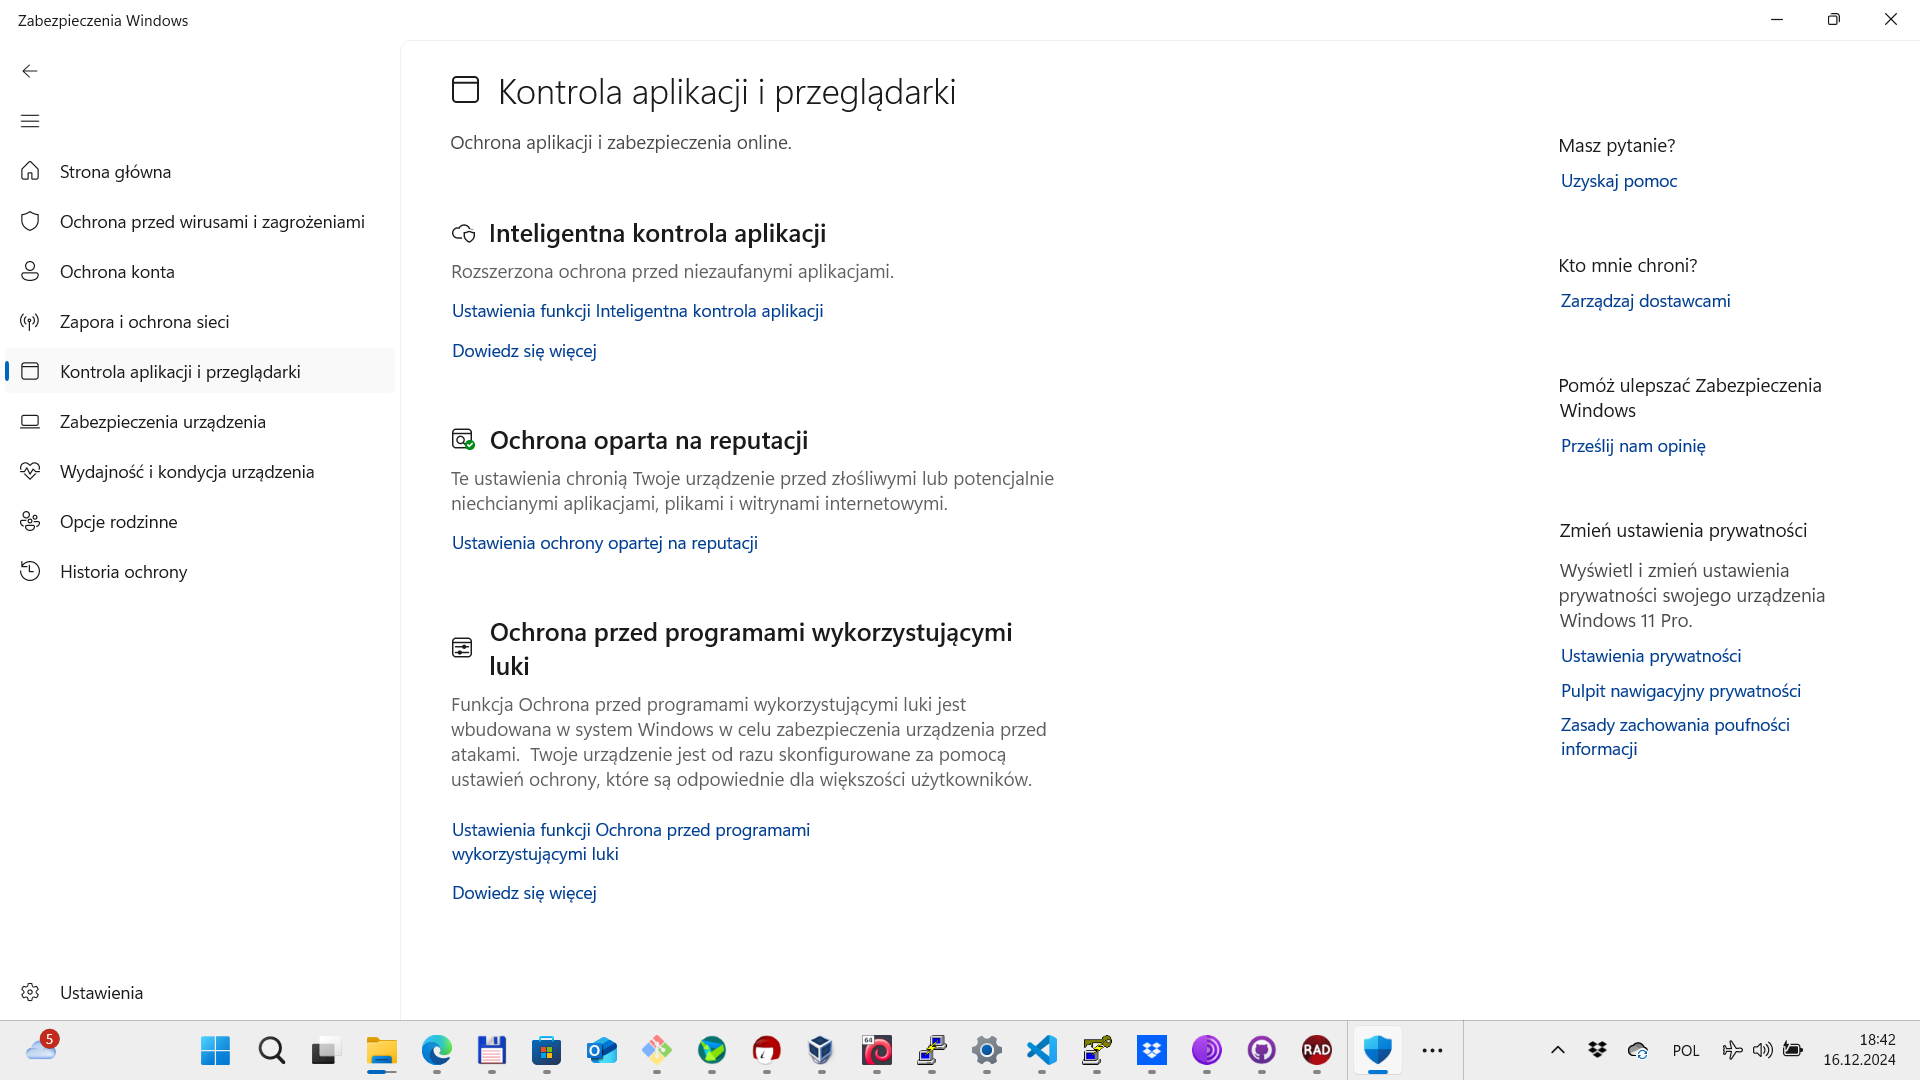 Zabezpieczenia Windows
Strona główna
Ochrona przed wirusami i zagrożeniami
Ochrona konta
Zapora i ochrona sieci
Kontrola aplikacji i przeglądarki
Zabezpieczenia urządzenia
Wydajność i kondycja urządzenia
Opcje rodzinne
Historia ochrony
Ustawienia
Kontrola aplikacji i przeglądarki
Ochrona aplikacji i zabezpieczenia online.
Inteligentna kontrola aplikacji
Rozszerzona ochrona przed niezaufanymi aplikacjami.
Ustawienia funkcji Inteligentna kontrola aplikacji
Dowiedz się więcej
Ochrona oparta na reputacji
Te ustawienia chronią Twoje urządzenie przed złośliwymi lub potencjalnie
niechcianymi aplikacjami, plikami i witrynami internetowymi.
Ustawienia ochrony opartej na reputacji
Ochrona przed programami wykorzystującymi
luki
Funkcja Ochrona przed programami wykorzystującymi luki jest
wbudowana w system Windows w celu zabezpieczenia urządzenia przed
atakami.  Twoje urządzenie jest od razu skonfigurowane za pomocą
ustawień ochrony, które są odpowiednie dla większości użytkowników.
Ustawienia funkcji Ochrona przed programami
wykorzystującymi luki
Dowiedz się więcej
Masz pytanie?
Uzyskaj pomoc
Kto mnie chroni?
Zarządzaj dostawcami
Pomóż ulepszać Zabezpieczenia
Windows
Prześlij nam opinię
Zmień ustawienia prywatności
Wyświetl i zmień ustawienia
prywatności swojego urządzenia
Windows 11 Pro.
Ustawienia prywatności
Pulpit nawigacyjny prywatności
Zasady zachowania poufności
informacji
5
64
RAD
POL
18:42
16.12.2024